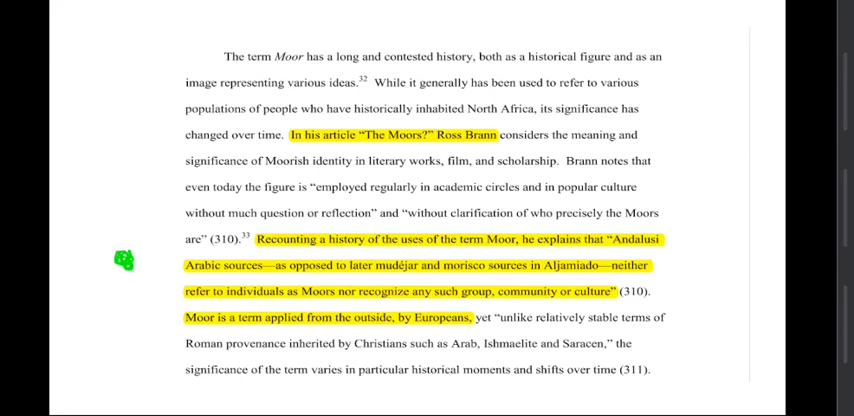 The term Moor has a long and contested history, both as a historical figure and as an
image representing various ideas.32 While it generally has been used to refer to various
populations of people who have historically inhabited North Africa, its significance has
changed over time. In his article “The Moors?” Ross Brann considers the meaning and
significance of Moorish identity in literary works, film, and scholarship. Brann notes that
even today the figure is “employed regularly in academic circles and in popular culture
without much question or reflection” and “without clarification of who precisely the Moors
are” (310).33 Recounting a history of the uses of the term Moor, he explains that “Andalusi
Arabic sources—as opposed to later mudéjar and morisco sources in Aljamiado—neither
refer to individuals as Moors nor recognize any such group, community or culture” (310).
Moor is a term applied from the outside, by Europeans, yet “unlike relatively stable terms of
Roman provenance inherited by Christians such as Arab, Ishmaelite and Saracen,” the
significance of the term varies in particular historical moments and shifts over time (311).